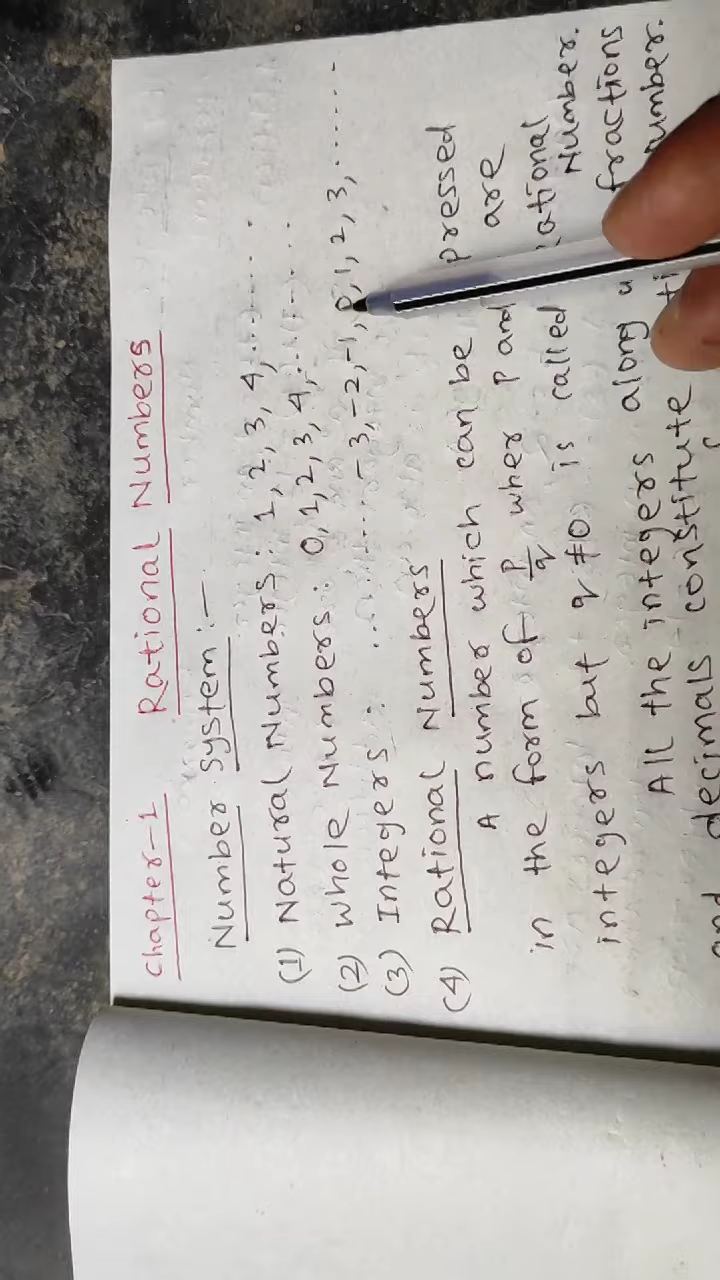 Chapter-1 Rational Numbers
Number System:-
(1) Natural Numbers: 1, 2, 3, 4, ........
(2) Whole Numbers: 0, 1, 2, 3, 4, ........
(3) Integers: ........ -3, -2, -1, 0, 1, 2, 3, ......
(4) Rational Numbers
A number which can be pressed
in the form of p/q wher p and are
integers but q ≠ 0 is called ational Number.
All the integers along fractions
and decimals constitute umber.